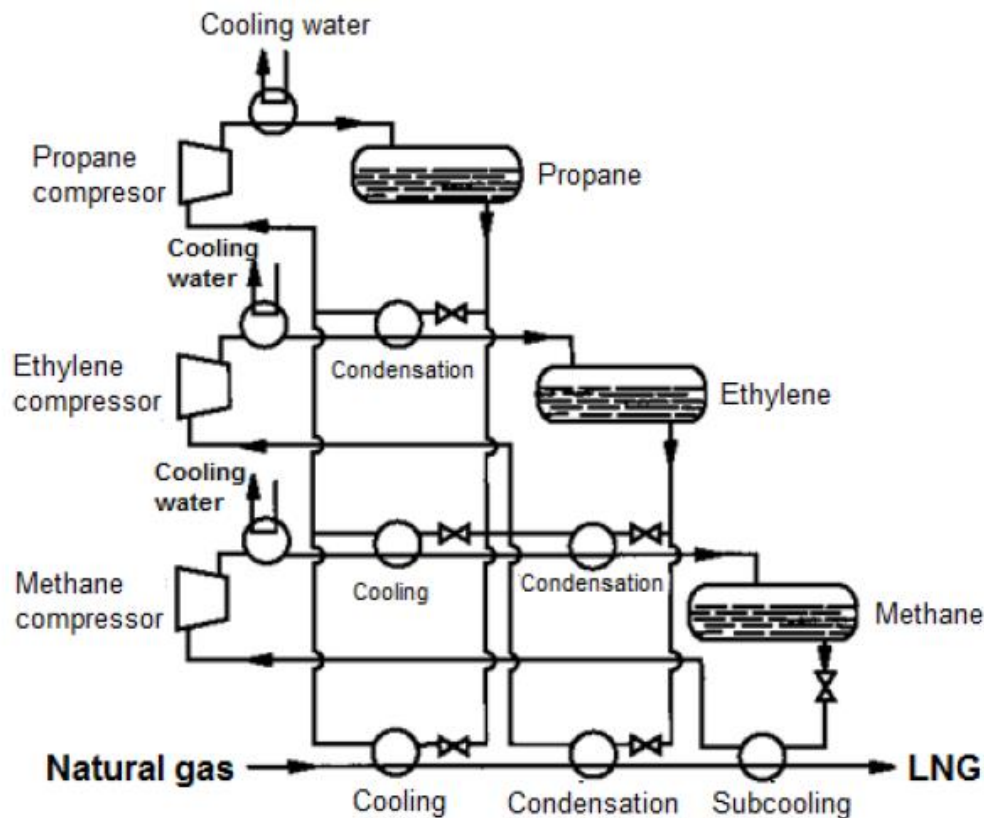 Cooling water
Propane
compresor
Propane
Cooling
water
Condensation
Ethylene
compressor
Ethylene
Cooling
water
Cooling
Condensation
Methane
compressor
Methane
Natural gas
LNG
Cooling
Condensation
Subcooling